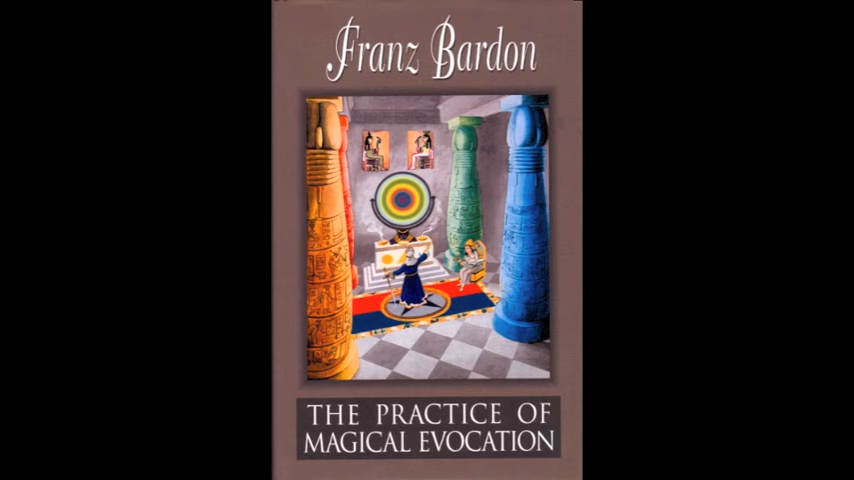 Franz Bardon
THE PRACTICE OF
MAGICAL EVOCATION